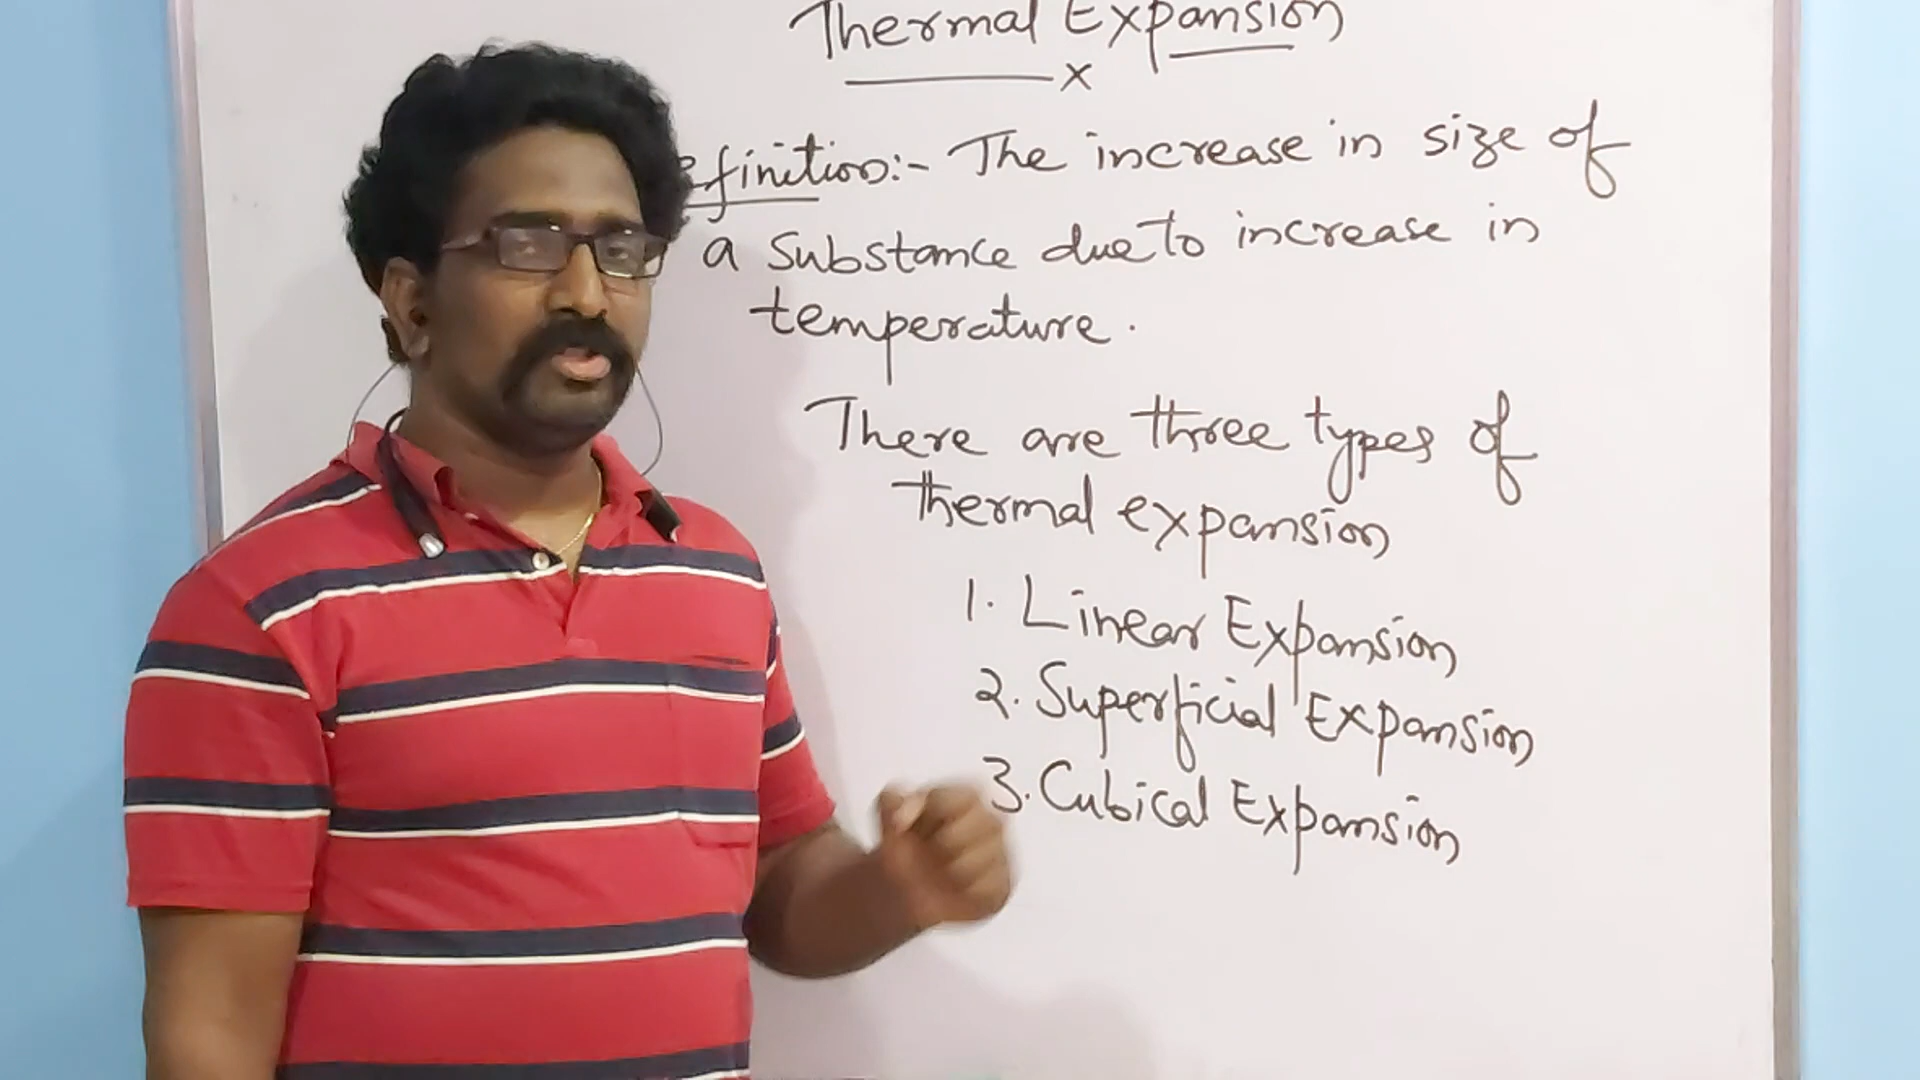 Thermal Expansion
x
efinition:- The increase in size of
a substance due to increase in
temperature.
There are three types of
thermal expansion
1. Linear Expansion
2. Superficial Expansion
3. Cubical Expansion